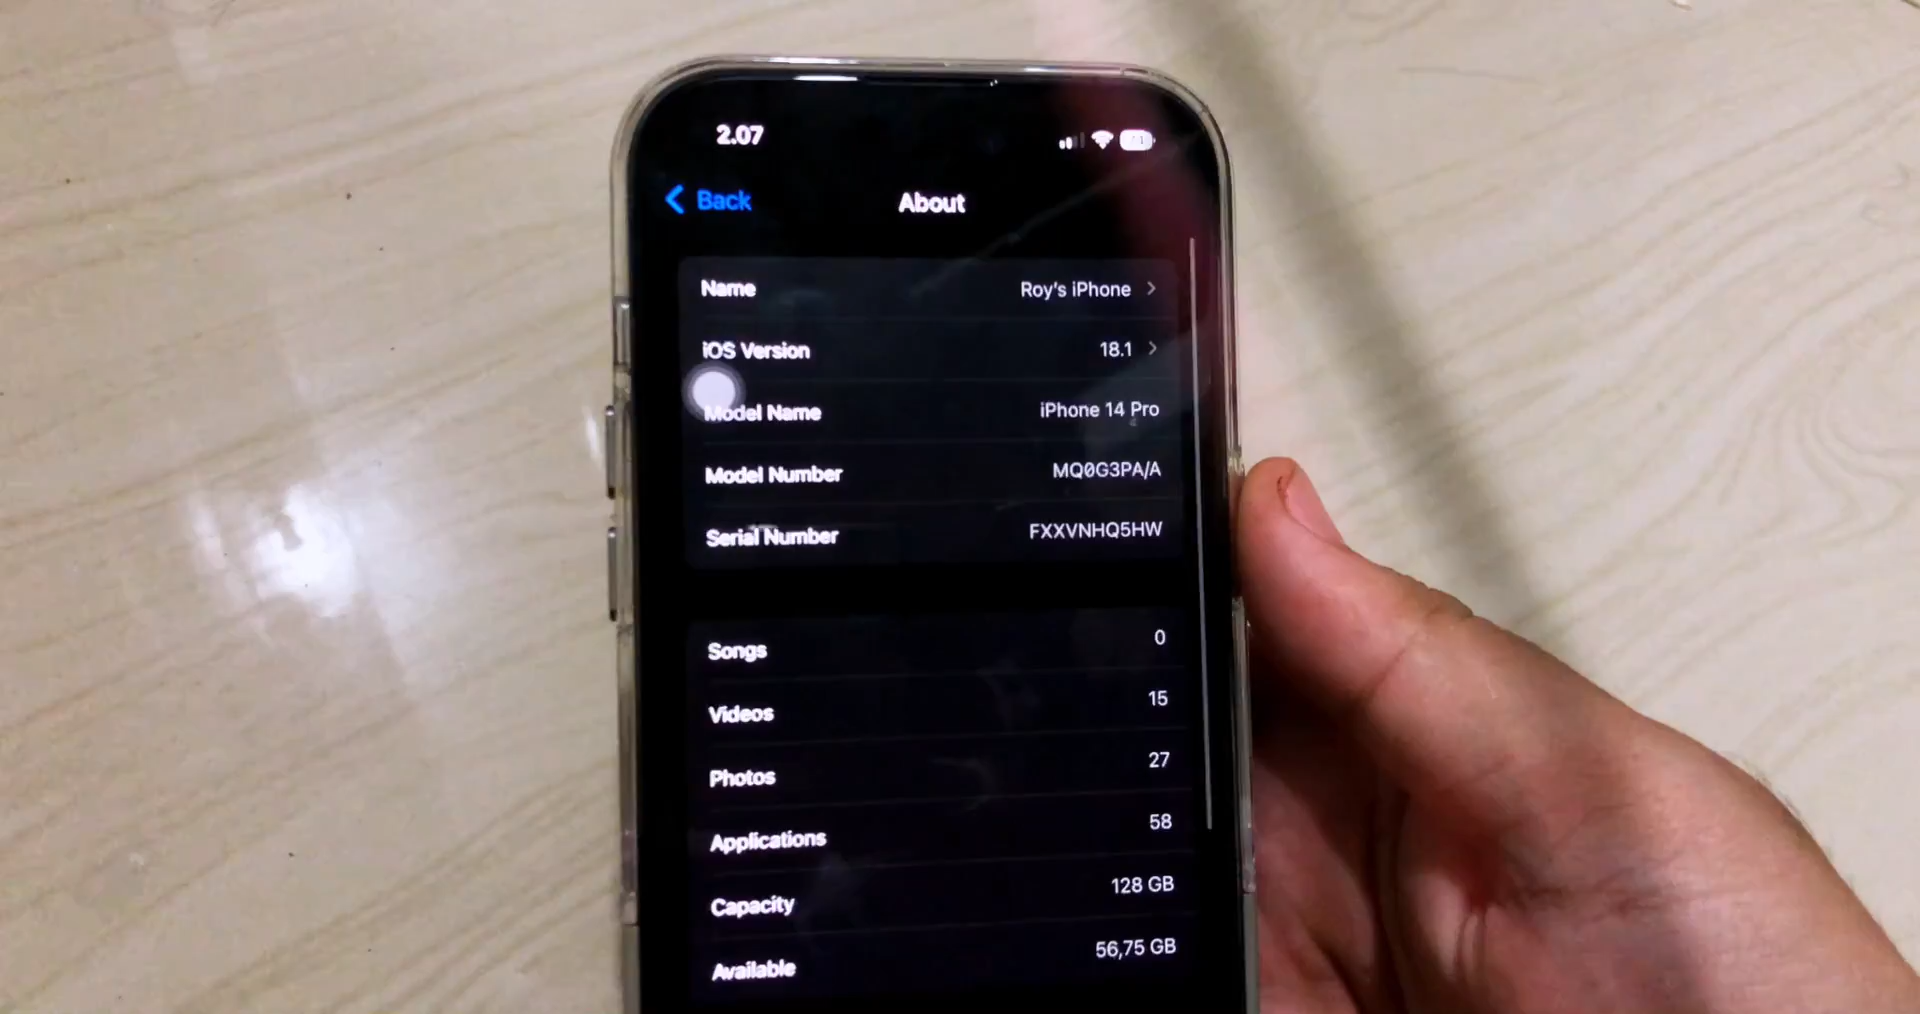 2.07
Back
About
Name Roy's iPhone
iOS Version 18.1
Model Name iPhone 14 Pro
Model Number MQ0G3PA/A
Serial Number FXXVNHQ5HW
Songs 0
Videos 15
Photos 27
Applications 58
Capacity 128 GB
Available 56,75 GB